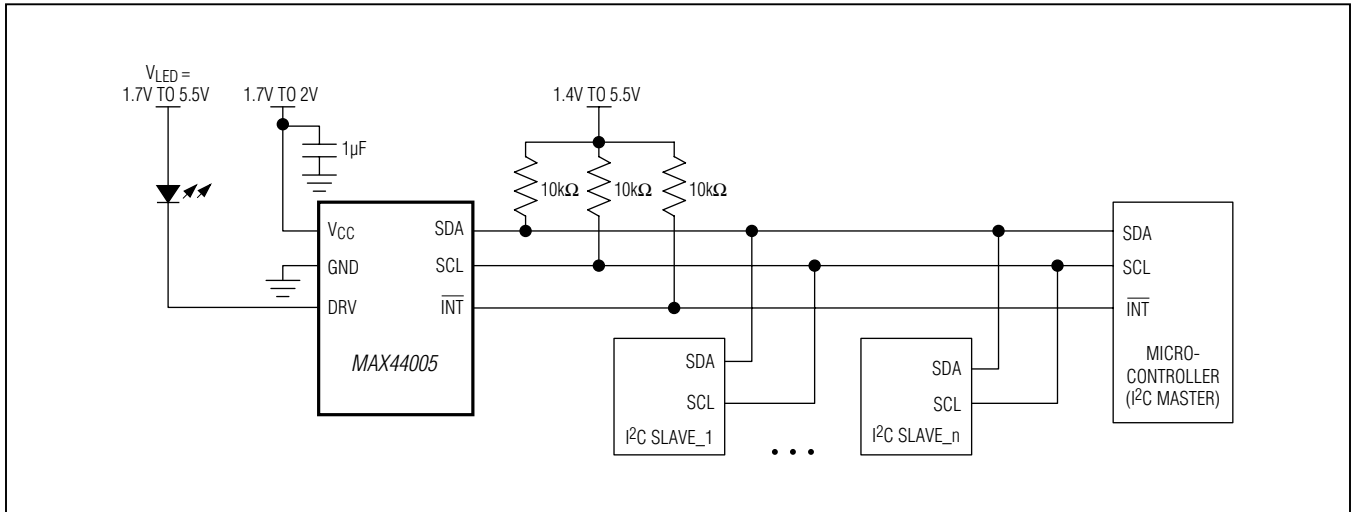 V_LED =
1.7V TO 5.5V
1.7V TO 2V
1.4V TO 5.5V
1µF
10kΩ
10kΩ
10kΩ
VCC
GND
DRV
SDA
SCL
INT
MAX44005
SDA
SCL
INT
MICRO-
CONTROLLER
(I²C MASTER)
SDA
SCL
I²C SLAVE_1
• • •
SDA
SCL
I²C SLAVE_n